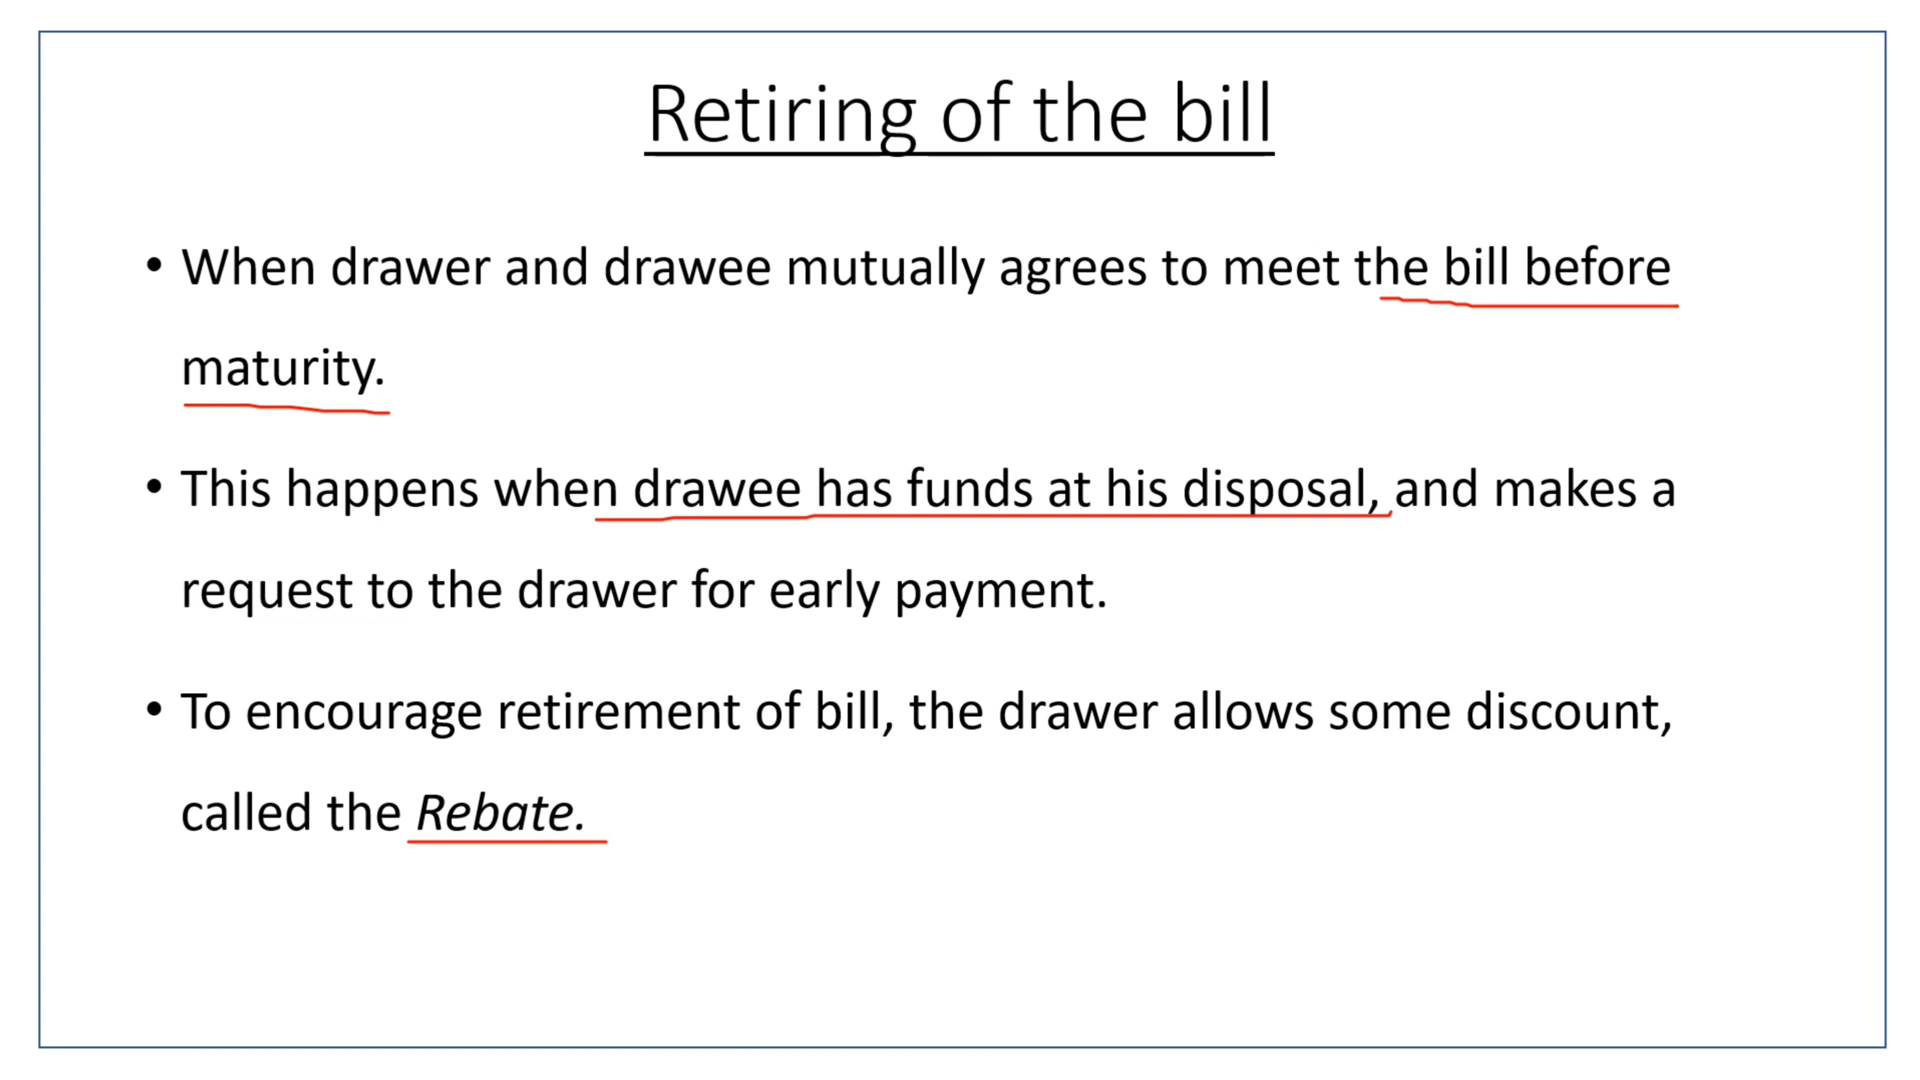 Retiring of the bill
• When drawer and drawee mutually agrees to meet the bill before
maturity.
• This happens when drawee has funds at his disposal, and makes a
request to the drawer for early payment.
• To encourage retirement of bill, the drawer allows some discount,
called the Rebate.